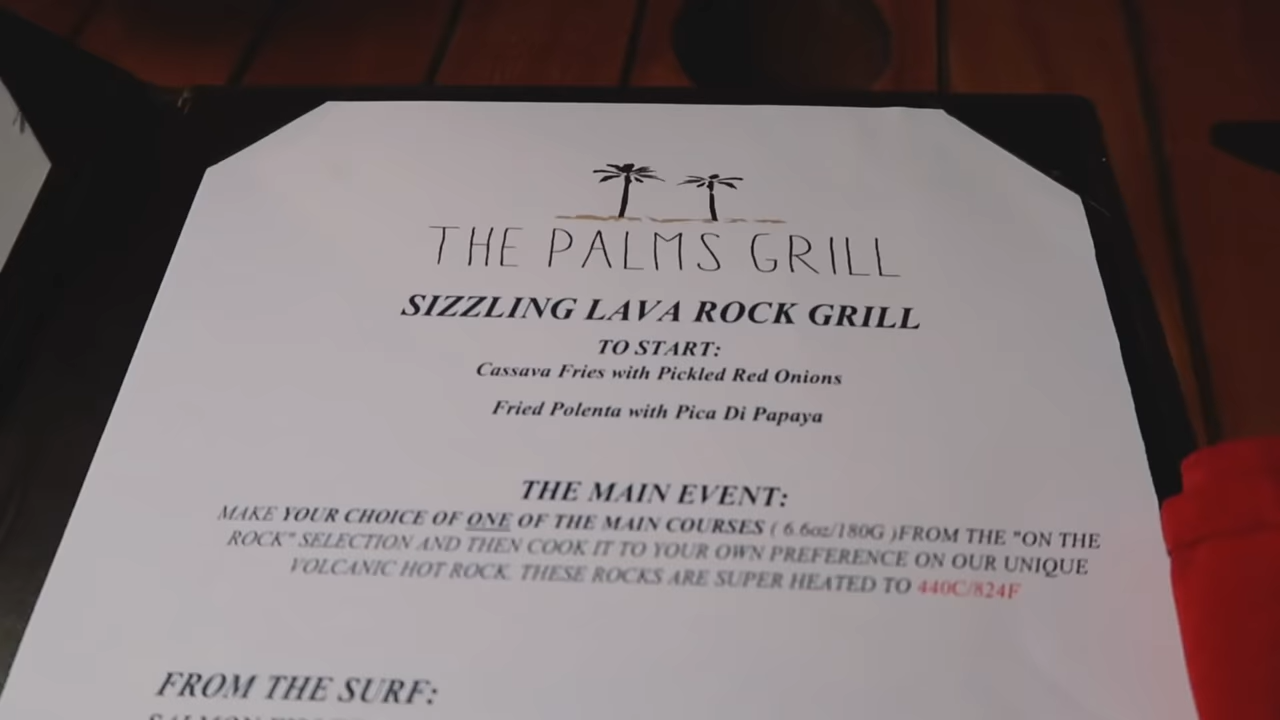 THE PALMS GRILL
SIZZLING LAVA ROCK GRILL
TO START:
Cassava Fries with Pickled Red Onions
Fried Polenta with Pica Di Papaya
THE MAIN EVENT:
MAKE YOUR CHOICE OF ONE OF THE MAIN COURSES ( 6.6oz/180G )FROM THE "ON THE
ROCK" SELECTION AND THEN COOK IT TO YOUR OWN PREFERENCE ON OUR UNIQUE
VOLCANIC HOT ROCK. THESE ROCKS ARE SUPER HEATED TO 440C/824F
FROM THE SURF:
SALMON